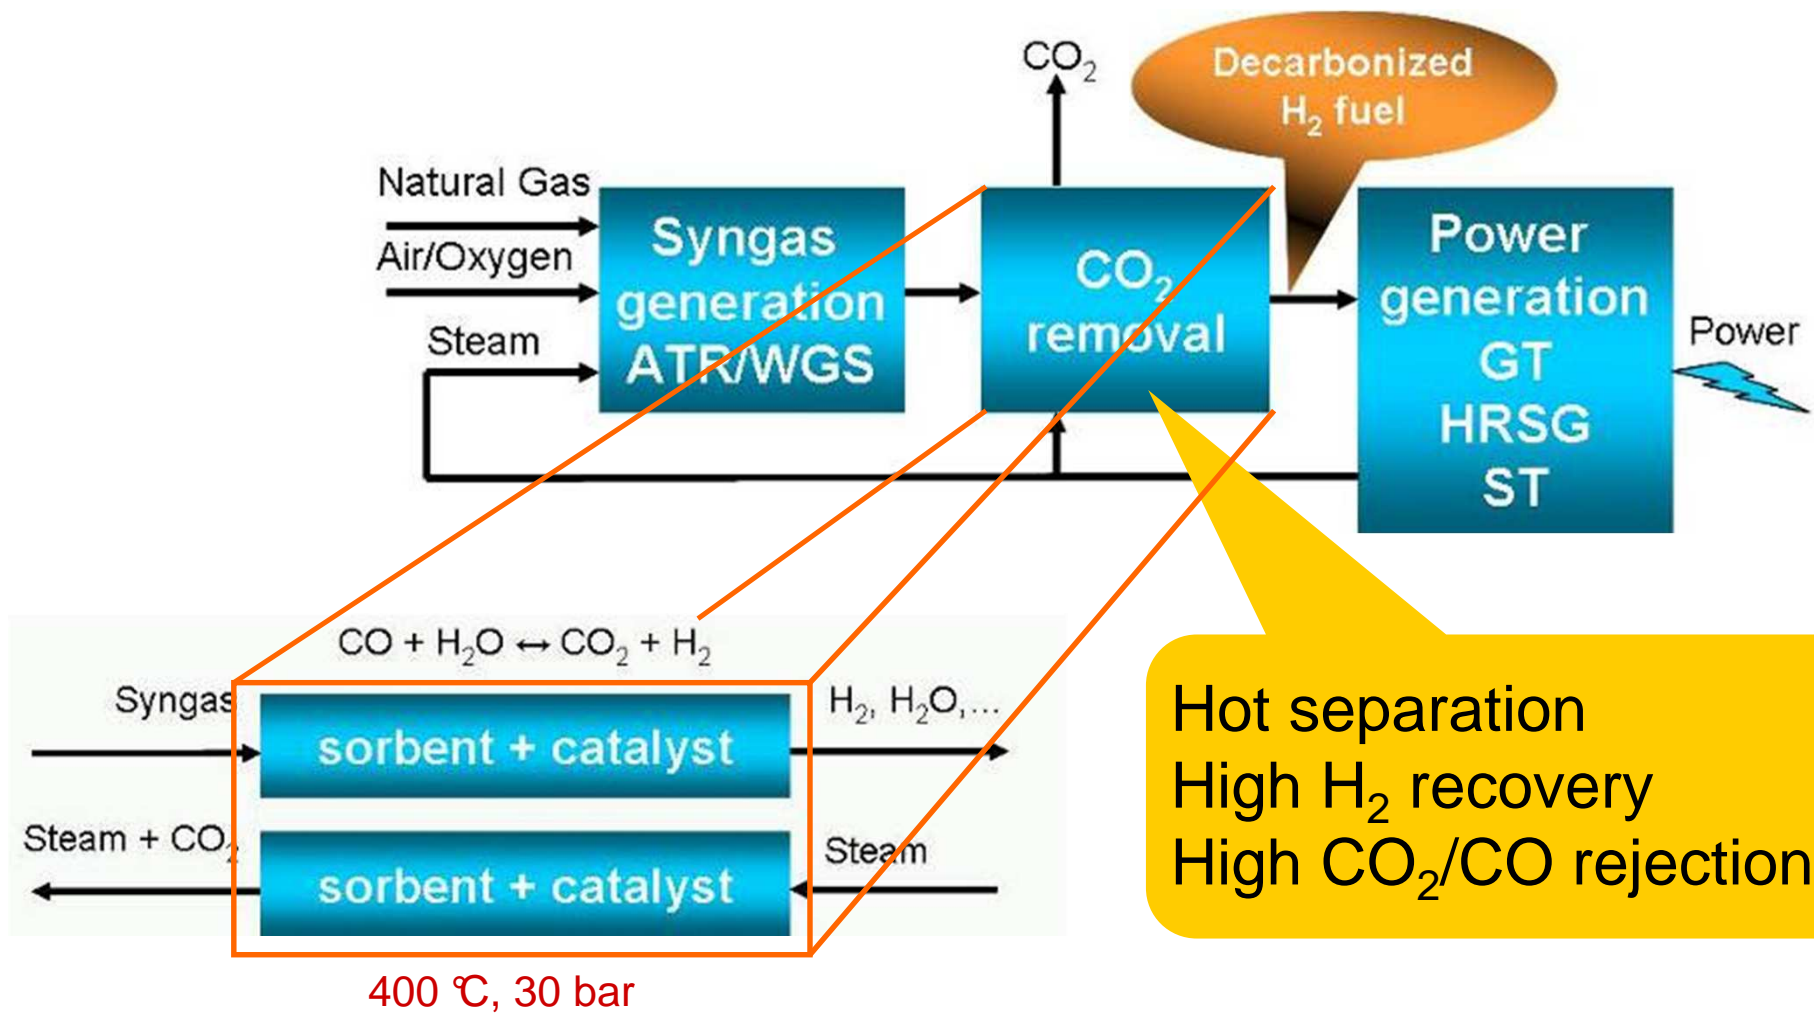 CO₂
Decarbonized
H₂ fuel
Natural Gas
Air/Oxygen
Steam
Syngas
generation
ATR/WGS
CO₂
removal
Power
generation
GT
HRSG
ST
Power
CO + H₂O ↔ CO₂ + H₂
Syngas
sorbent + catalyst
H₂, H₂O,...
Steam + CO₂
sorbent + catalyst
Steam
400 °C, 30 bar
Hot separation
High H₂ recovery
High CO₂/CO rejection